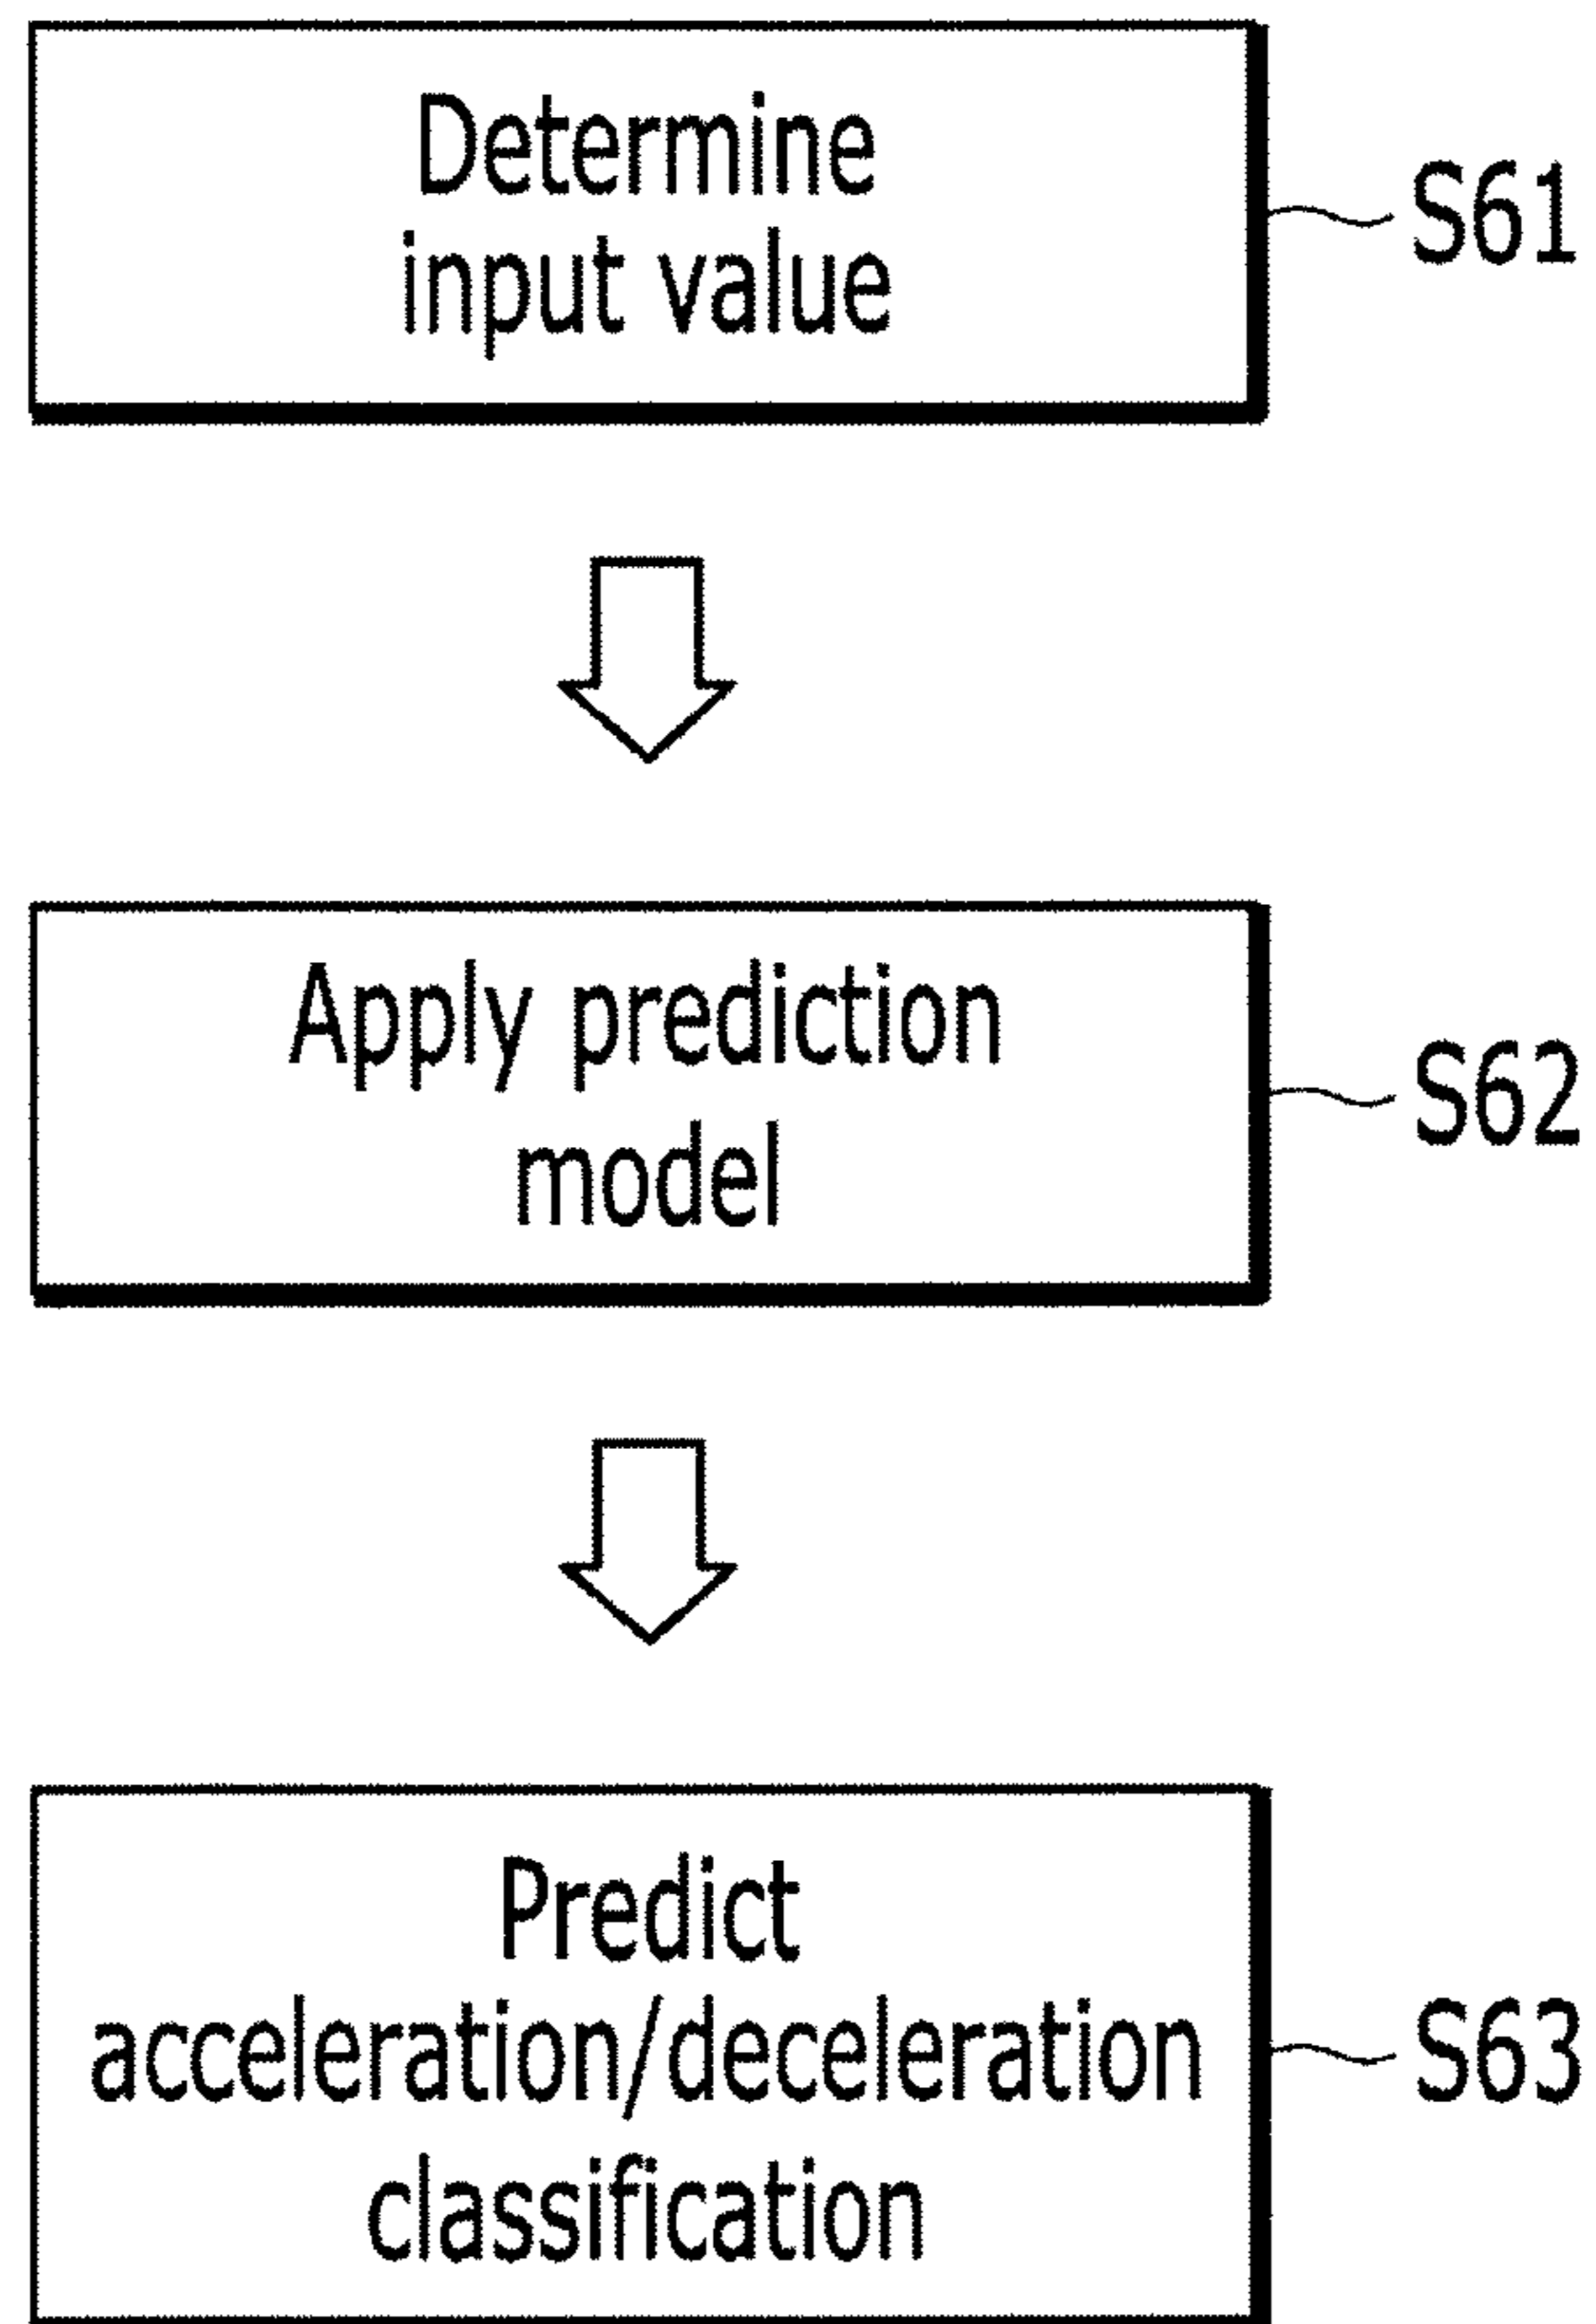 Determine
input value
S61
Apply prediction
model
S62
Predict
acceleration/deceleration
classification
S63